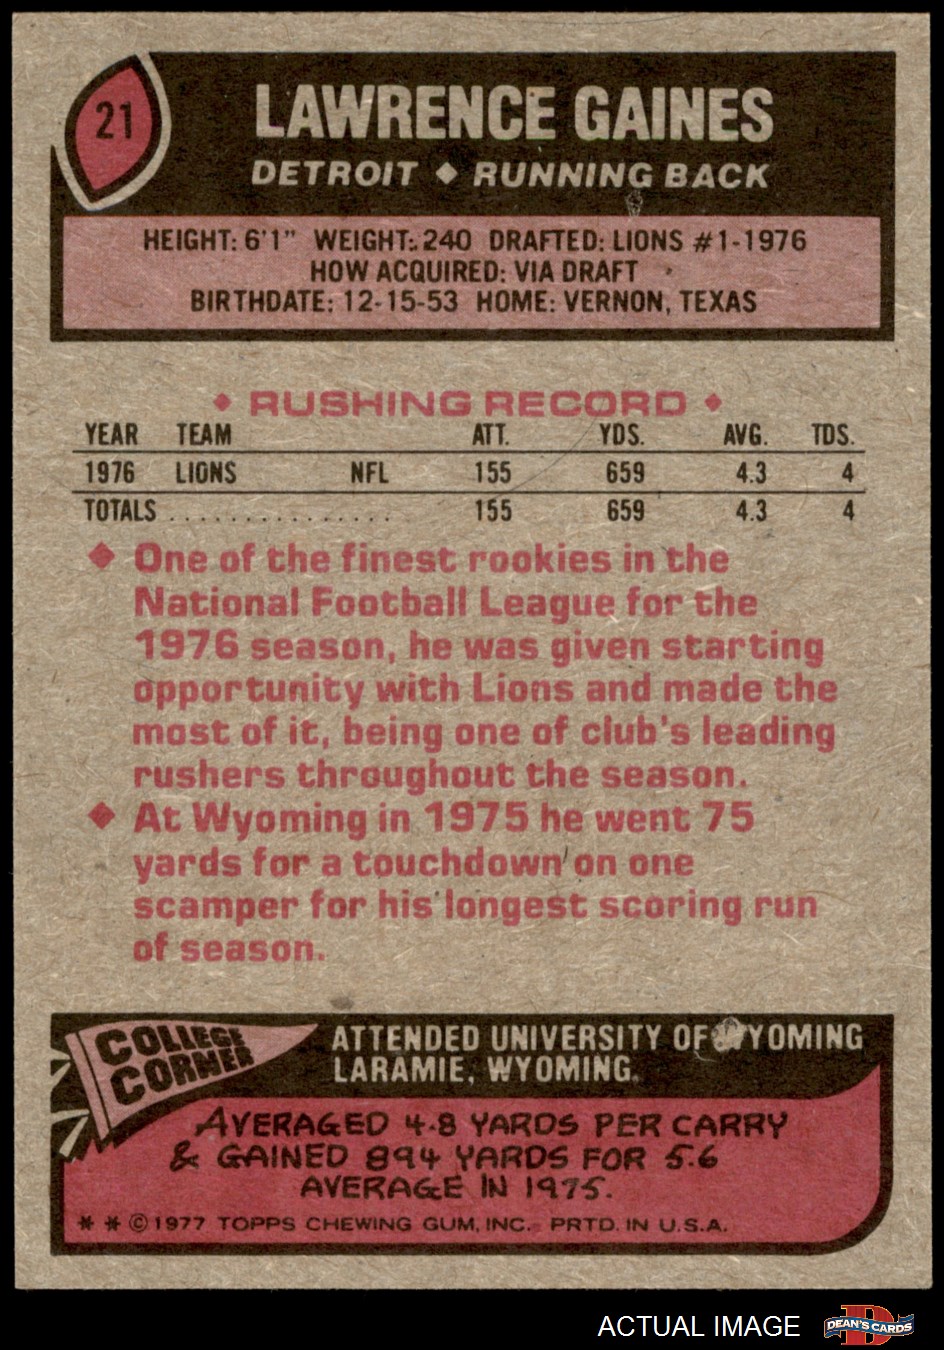 21
LAWRENCE GAINES
DETROIT ♦ RUNNING BACK
HEIGHT: 6'1" WEIGHT: 240 DRAFTED: LIONS #1-1976
HOW ACQUIRED: VIA DRAFT
BIRTHDATE: 12-15-53 HOME: VERNON, TEXAS
♦ RUSHING RECORD ♦
YEAR TEAM ATT. YDS. AVG. TDS.
1976 LIONS NFL 155 659 4.3 4
TOTALS . . . . . . . . . . . . . . . 155 659 4.3 4
♦ One of the finest rookies in the
National Football League for the
1976 season, he was given starting
opportunity with Lions and made the
most of it, being one of club's leading
rushers throughout the season.
♦ At Wyoming in 1975 he went 75
yards for a touchdown on one
scamper for his longest scoring run
of season.
COLLEGE
CORNER
ATTENDED UNIVERSITY OF WYOMING
LARAMIE, WYOMING.
AVERAGED 4.8 YARDS PER CARRY
& GAINED 894 YARDS FOR 5.6
AVERAGE IN 1975.
* * © 1977 TOPPS CHEWING GUM, INC. PRTD. IN U.S.A.
ACTUAL IMAGE
D
DEAN'S CARDS